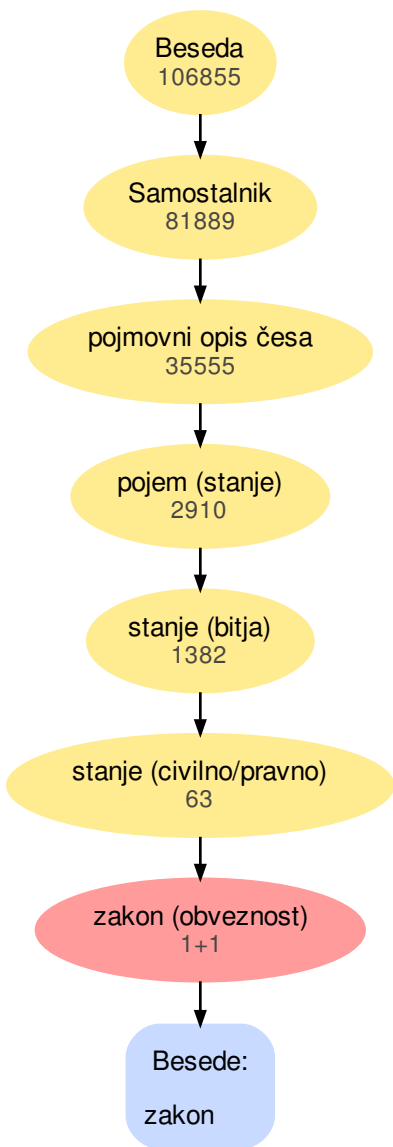 Beseda
106855
Samostalnik
81889
pojmovni opis česa
35555
pojem (stanje)
2910
stanje (bitja)
1382
stanje (civilno/pravno)
63
zakon (obveznost)
1+1
Besede:
zakon